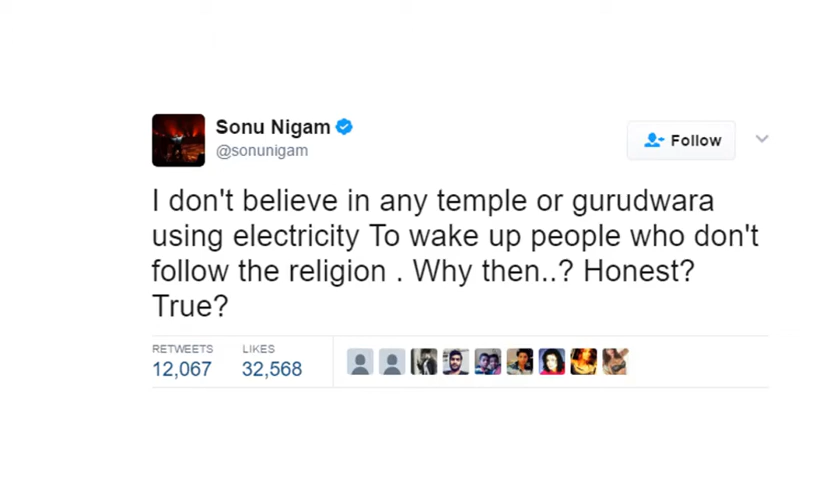 Sonu Nigam
@sonunigam
Follow
I don't believe in any temple or gurudwara
using electricity To wake up people who don't
follow the religion . Why then..? Honest?
True?
RETWEETS LIKES
12,067 32,568